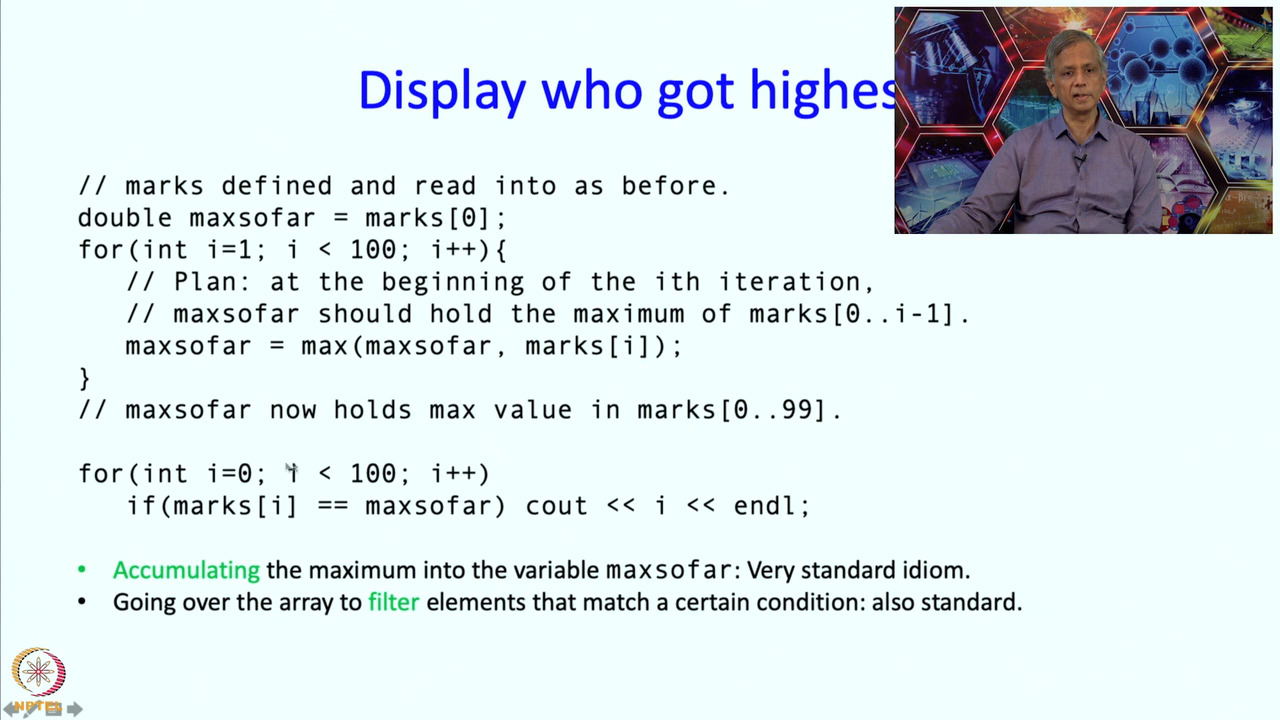 Display who got highes
// marks defined and read into as before.
double maxsofar = marks[0];
for(int i=1; i < 100; i++){
// Plan: at the beginning of the ith iteration,
// maxsofar should hold the maximum of marks[0..i-1].
maxsofar = max(maxsofar, marks[i]);
}
// maxsofar now holds max value in marks[0..99].
for(int i=0; i < 100; i++)
if(marks[i] == maxsofar) cout << i << endl;
• Accumulating the maximum into the variable maxsofar: Very standard idiom.
• Going over the array to filter elements that match a certain condition: also standard.
NPTEL